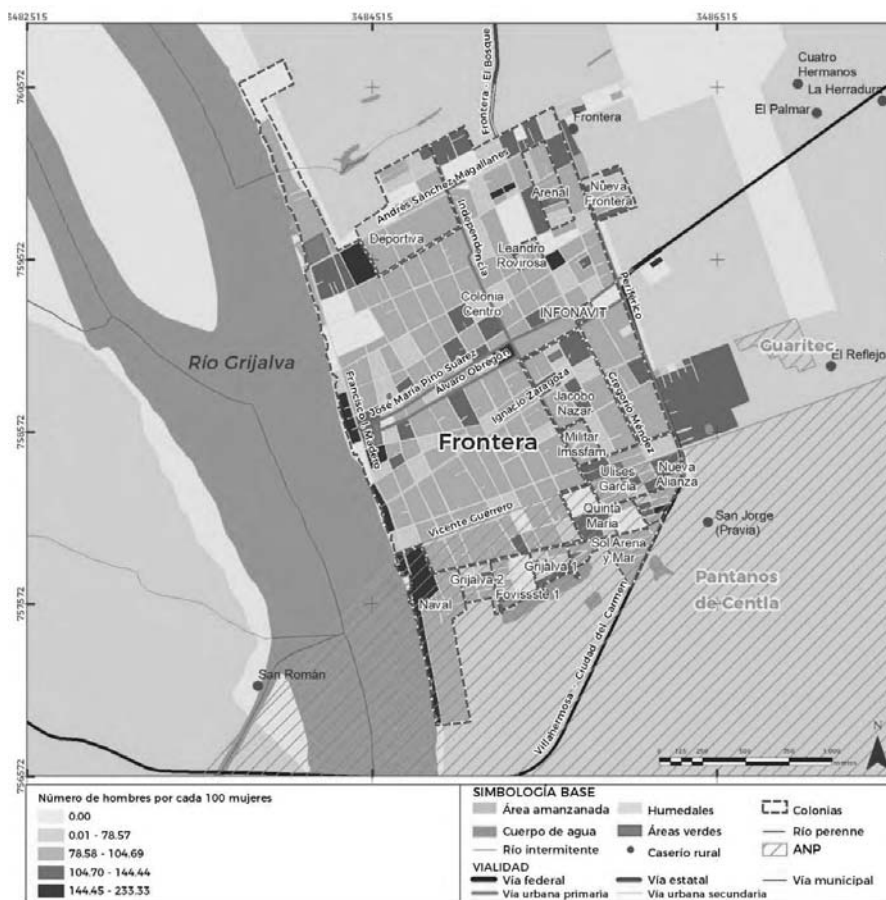 3482515
3484515
3486515
760572
759572
758572
757572
756572
Frontera - El Bosque
Cuatro
Hermanos
La Herradura
El Palmar
Frontera
Andrés Sánchez Magallanes
Arenal
Nueva
Frontera
Independencia
Deportiva
Leandro
Rovirosa
Periférico
Colonia
Centro
INFONAVIT
Guaritec
El Reflejo
Río Grijalva
José María Pino Suárez
Álvaro Obregón
Francisco I. Madero
Ignacio Zaragoza
Gregorio Méndez
Jacobo
Nazar
Frontera
Militar
Imssfam
Ulises
García
Nueva
Alianza
Quinta
María
San Jorge
(Pravia)
Vicente Guerrero
Sol Arena
y Mar
Grijalva 1
Grijalva 2
Fovissste 1
Naval
Pantanos
de Centla
San Román
Villahermosa - Ciudad del Carmen
N
Número de hombres por cada 100 mujeres
0.00
0.01 - 78.57
78.58 - 104.69
104.70 - 144.44
144.45 - 233.33
SIMBOLOGÍA BASE
Área amanzanada
Humedales
Colonias
Cuerpo de agua
Áreas verdes
Río perenne
Río intermitente
Caserío rural
ANP
VIALIDAD
Vía federal
Vía estatal
Vía municipal
Vía urbana primaria
Vía urbana secundaria